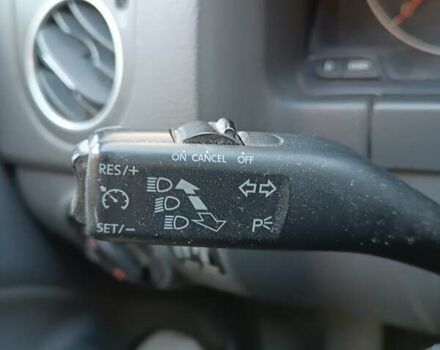 ON CANCEL OFF
RES/+
SET/-
P